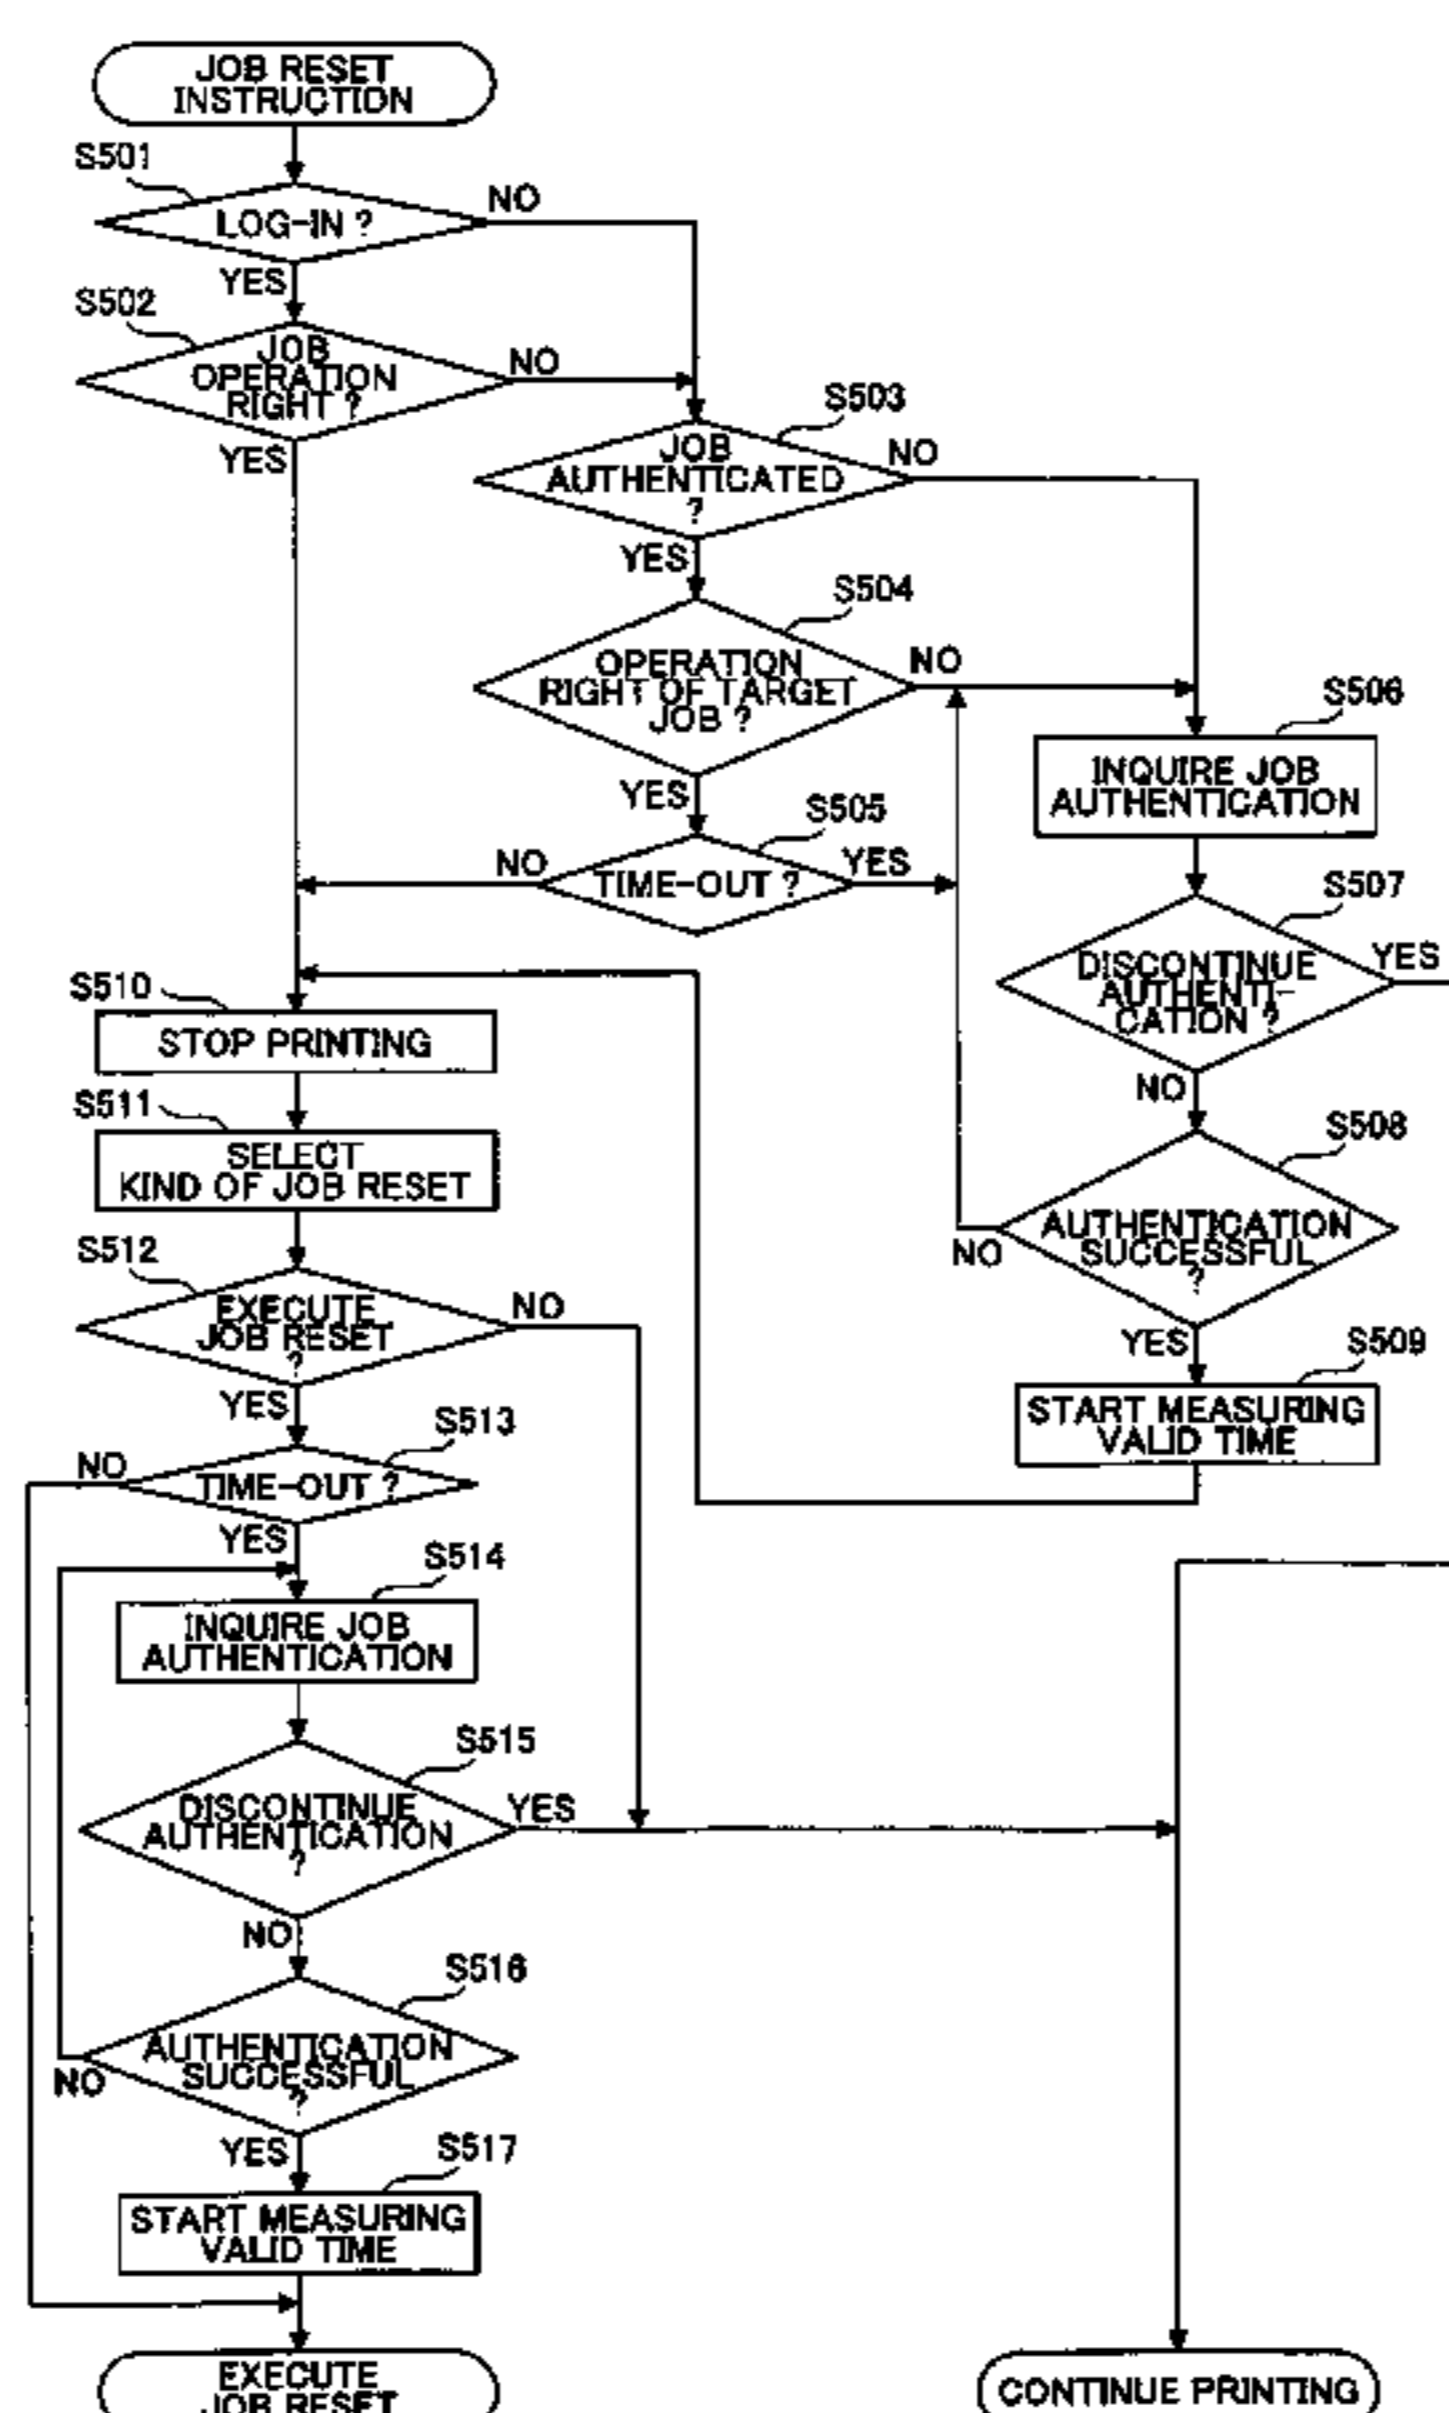 JOB RESET
INSTRUCTION
S501
LOG-IN ?
NO
YES
S502
JOB
OPERATION
RIGHT ?
NO
YES
S503
JOB
AUTHENTICATED
?
NO
YES
S504
OPERATION
RIGHT OF TARGET
JOB ?
NO
YES
S505
TIME-OUT ?
NO
YES
S506
INQUIRE JOB
AUTHENTICATION
S507
DISCONTINUE
AUTHENTI-
CATION ?
YES
NO
S508
AUTHENTICATION
SUCCESSFUL
?
NO
YES
S509
START MEASURING
VALID TIME
S510
STOP PRINTING
S511
SELECT
KIND OF JOB RESET
S512
EXECUTE
JOB RESET
?
NO
YES
S513
TIME-OUT ?
NO
YES
S514
INQUIRE JOB
AUTHENTICATION
S515
DISCONTINUE
AUTHENTICATION
?
YES
NO
S516
AUTHENTICATION
SUCCESSFUL
?
NO
YES
S517
START MEASURING
VALID TIME
EXECUTE
JOB RESET
CONTINUE PRINTING